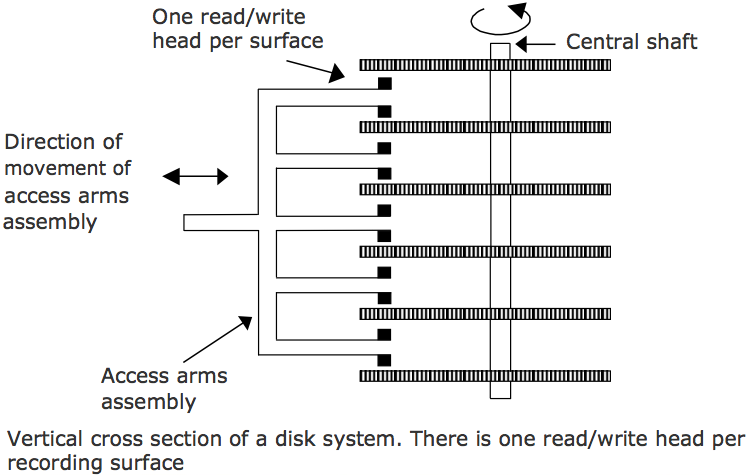 One read/write
head per surface
Central shaft
Direction of
movement of
access arms
assembly
Access arms
assembly
Vertical cross section of a disk system. There is one read/write head per
recording surface